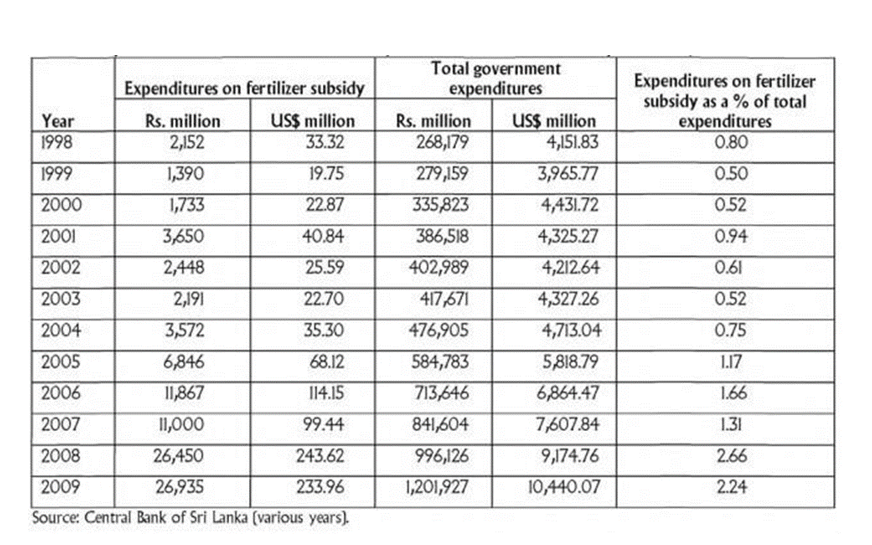 Year Expenditures on fertilizer subsidy Total government expenditures Expenditures on fertilizer subsidy as a % of total expenditures
Rs. million US$ million Rs. million US$ million
1998 2,152 33.32 268,179 4,151.83 0.80
1999 1,390 19.75 279,159 3,965.77 0.50
2000 1,733 22.87 335,823 4,431.72 0.52
2001 3,650 40.84 386,518 4,325.27 0.94
2002 2,448 25.59 402,989 4,212.64 0.61
2003 2,191 22.70 417,671 4,327.26 0.52
2004 3,572 35.30 476,905 4,713.04 0.75
2005 6,846 68.12 584,783 5,818.79 1.17
2006 11,867 114.15 713,646 6,864.47 1.66
2007 11,000 99.44 841,604 7,607.84 1.31
2008 26,450 243.62 996,126 9,174.76 2.66
2009 26,935 233.96 1,201,927 10,440.07 2.24
Source: Central Bank of Sri Lanka (various years).